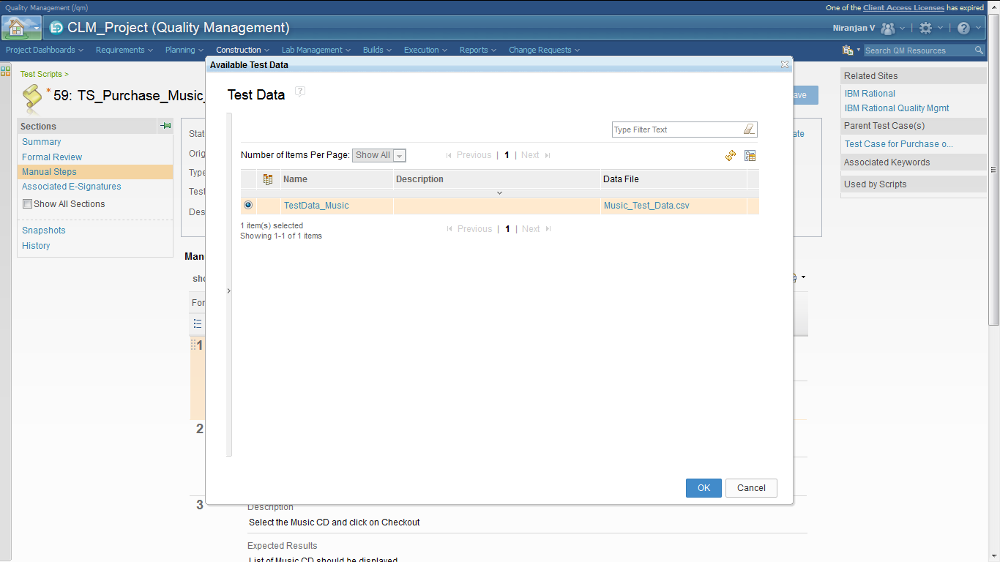 Quality Management (/qm)
One of the Client Access Licenses has expired
CLM_Project (Quality Management)
Niranjan V
Project Dashboards
Requirements
Planning
Construction
Lab Management
Builds
Execution
Reports
Change Requests
Search QM Resources
Test Scripts >
* 59: TS_Purchase_Music_
Sections
Summary
Formal Review
Manual Steps
Associated E-Signatures
Show All Sections
Snapshots
History
Available Test Data
Test Data
?
Type Filter Text
Number of Items Per Page: Show All
Previous | 1 | Next
Name
Description
Data File
TestData_Music
Music_Test_Data.csv
1 item(s) selected
Showing 1-1 of 1 items
Previous | 1 | Next
OK
Cancel
Related Sites
IBM Rational
IBM Rational Quality Mgmt
Parent Test Case(s)
Test Case for Purchase o...
Associated Keywords
Used by Scripts
Orig
Type
Test
Des
Man
1
2
3
Description
Select the Music CD and click on Checkout
Expected Results
List of Music CD should be displayed